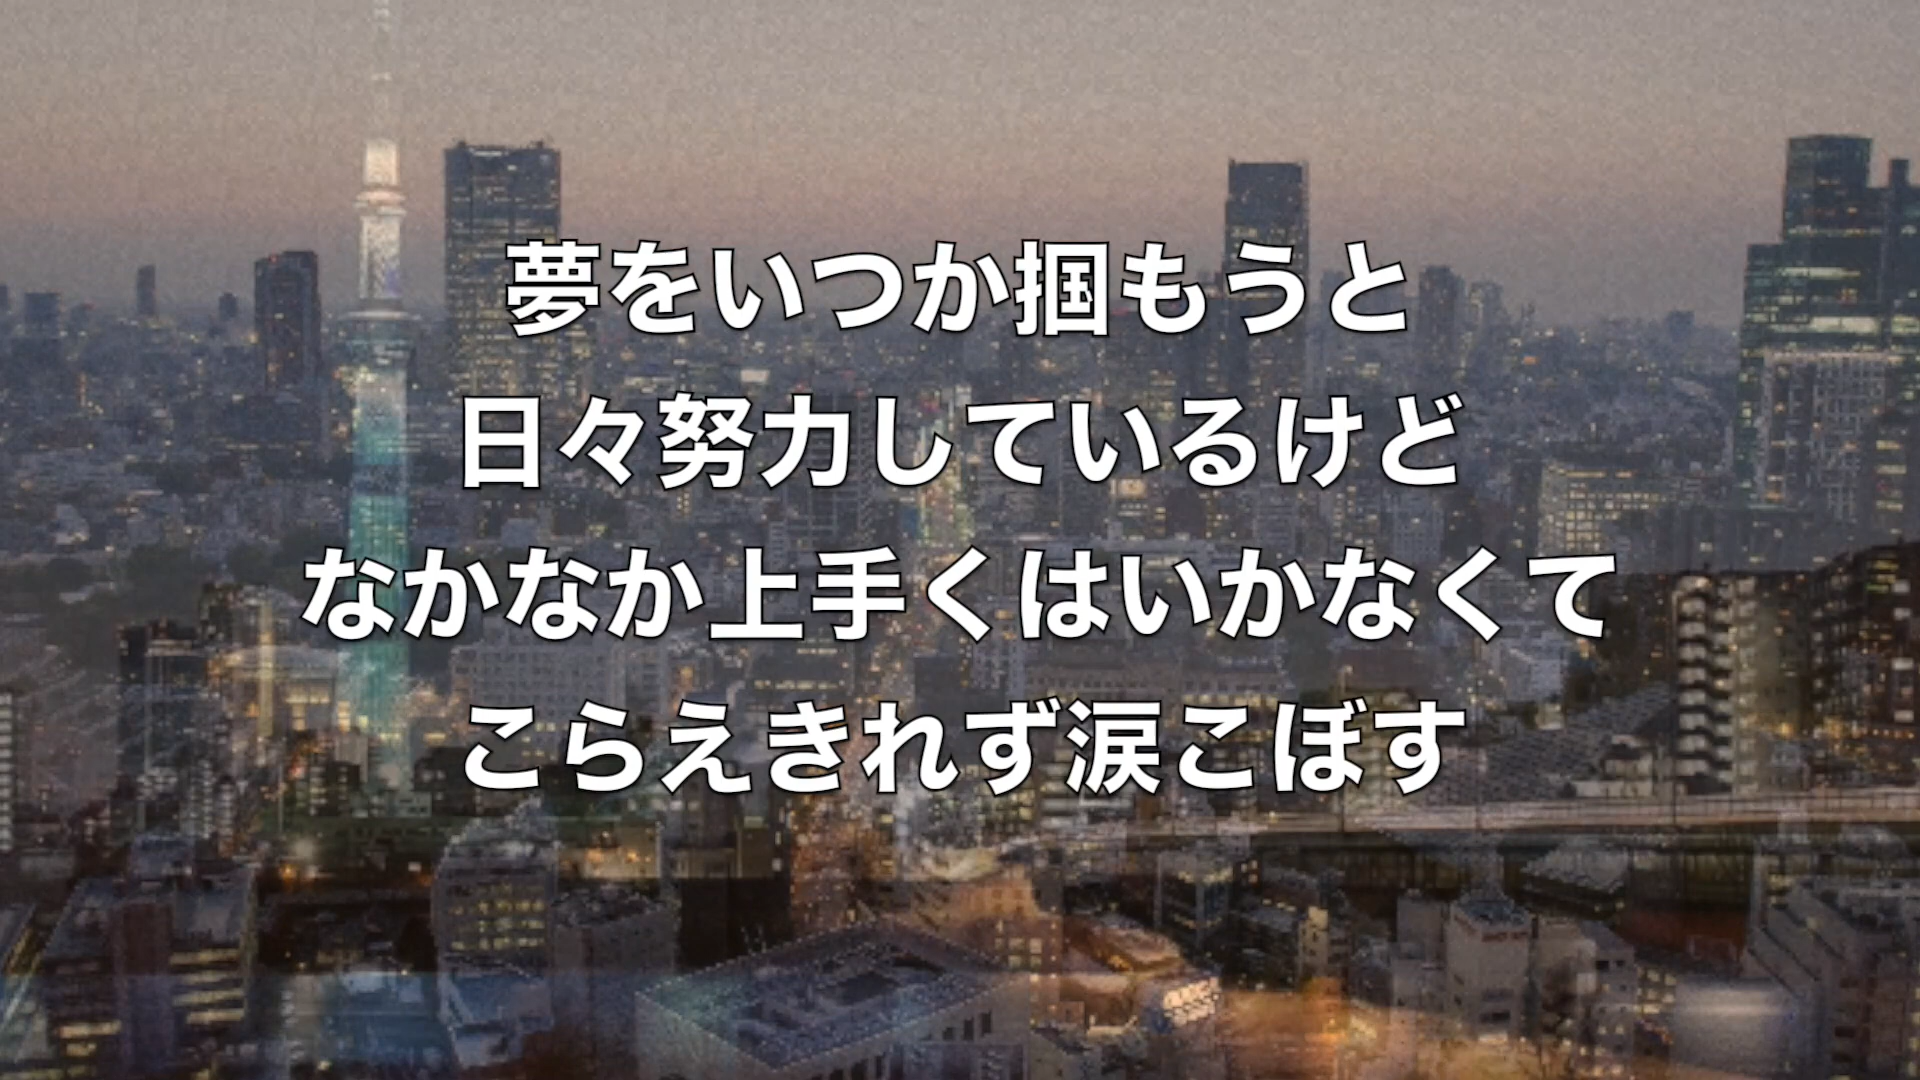 夢をいつか掴もうと
日々努力しているけど
なかなか上手くはいかなくて
こらえきれず涙こぼす